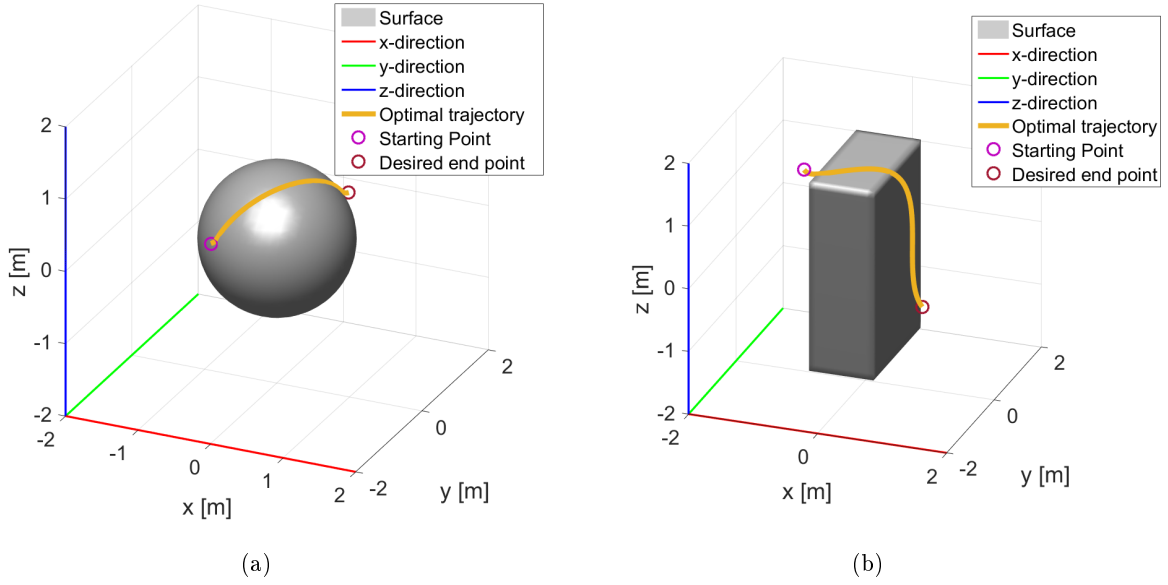 Surface
x-direction
y-direction
z-direction
Optimal trajectory
Starting Point
Desired end point
2
1
0
-1
-2
z [m]
-2
-1
0
1
2
x [m]
-2
0
2
y [m]
(a)
Surface
x-direction
y-direction
z-direction
Optimal trajectory
Starting Point
Desired end point
2
1
0
-1
-2
z [m]
-2
0
2
x [m]
-2
0
2
y [m]
(b)